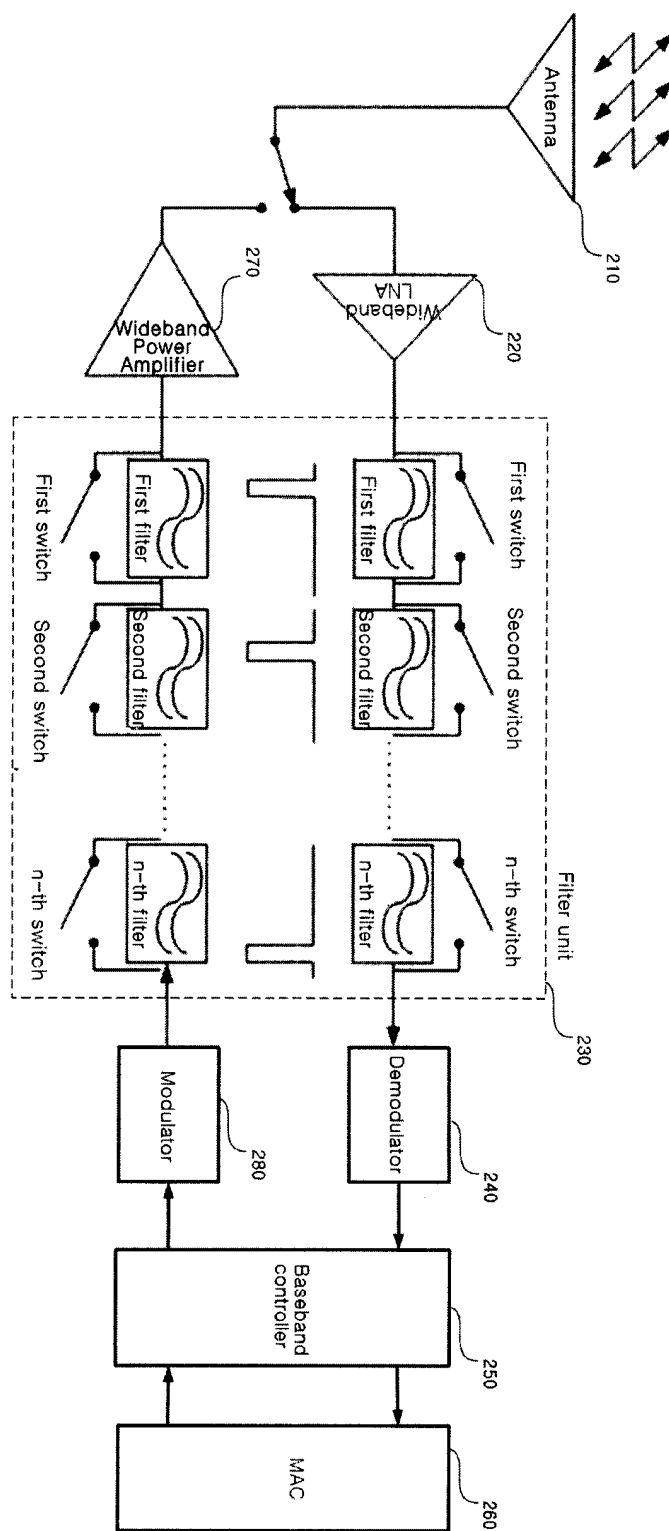 Antenna
210
Wideband
LNA
220
270
Wideband
Power
Amplifier
Filter unit
230
First switch
Second switch
n-th switch
First filter
Second filter
n-th filter
First filter
Second filter
n-th filter
First switch
Second switch
n-th switch
Demodulator
240
Modulator
280
Baseband
controller
250
MAC
260